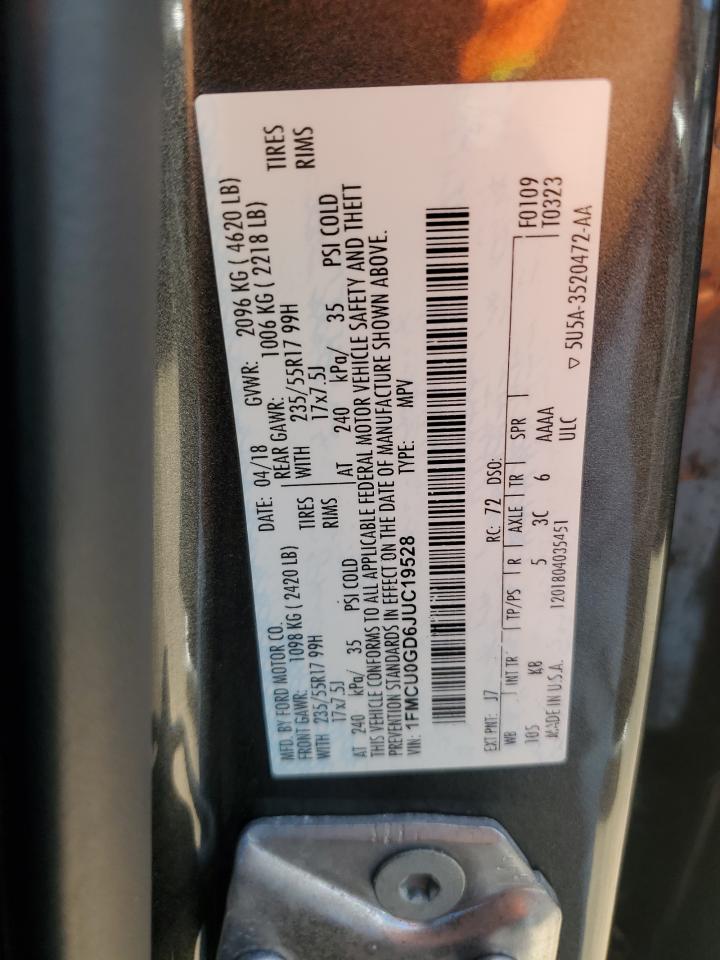 MFD. BY FORD MOTOR CO. DATE: 04/18 GVWR: 2096 KG ( 4620 LB)
FRONT GAWR: 1098 KG ( 2420 LB) REAR GAWR: 1006 KG ( 2218 LB)
WITH 235/55R17 99H TIRES WITH 235/55R17 99H TIRES
17x7.5J RIMS 17x7.5J RIMS
AT 240 kPa/ 35 PSI COLD AT 240 kPa/ 35 PSI COLD
THIS VEHICLE CONFORMS TO ALL APPLICABLE FEDERAL MOTOR VEHICLE SAFETY AND THEFT
PREVENTION STANDARDS IN EFFECT ON THE DATE OF MANUFACTURE SHOWN ABOVE.
VIN: 1FMCU0GD6JUC19528 TYPE: MPV
EXT PNT: J7 RC: 72 DSO: F0109
WB INT TR TP/PS R AXLE TR SPR T0323
105 KB 5 3C 6 AAAA
MADE IN U.S.A. 1201804035451 ULC ▽ 5U5A-3520472-AA